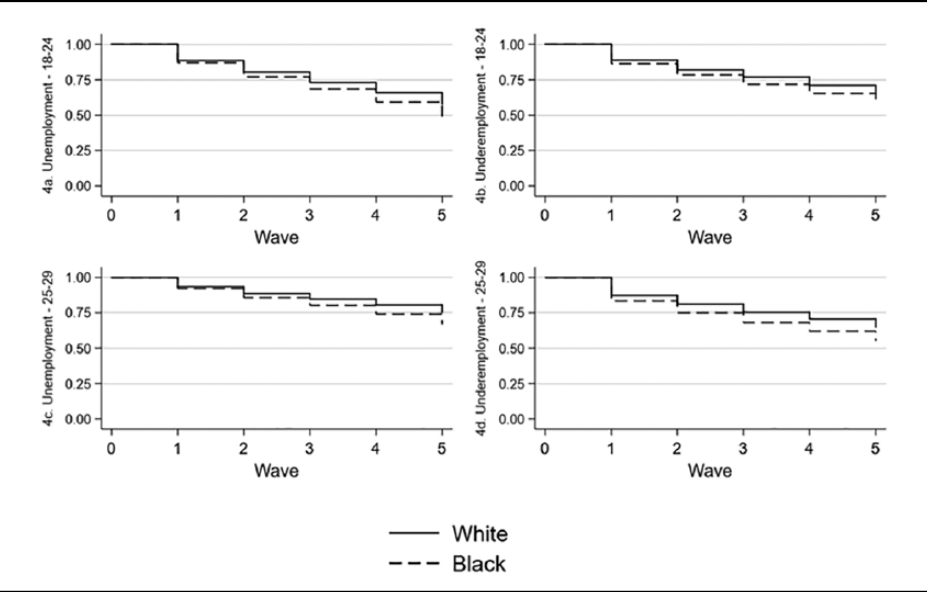 4a. Unemployment - 18-24
1.00
0.75
0.50
0.25
0.00
0 1 2 3 4 5
Wave
4b. Underemployment - 18-24
1.00
0.75
0.50
0.25
0.00
0 1 2 3 4 5
Wave
4c. Unemployment - 25-29
1.00
0.75
0.50
0.25
0.00
0 1 2 3 4 5
Wave
4d. Underemployment - 25-29
1.00
0.75
0.50
0.25
0.00
0 1 2 3 4 5
Wave
White
Black